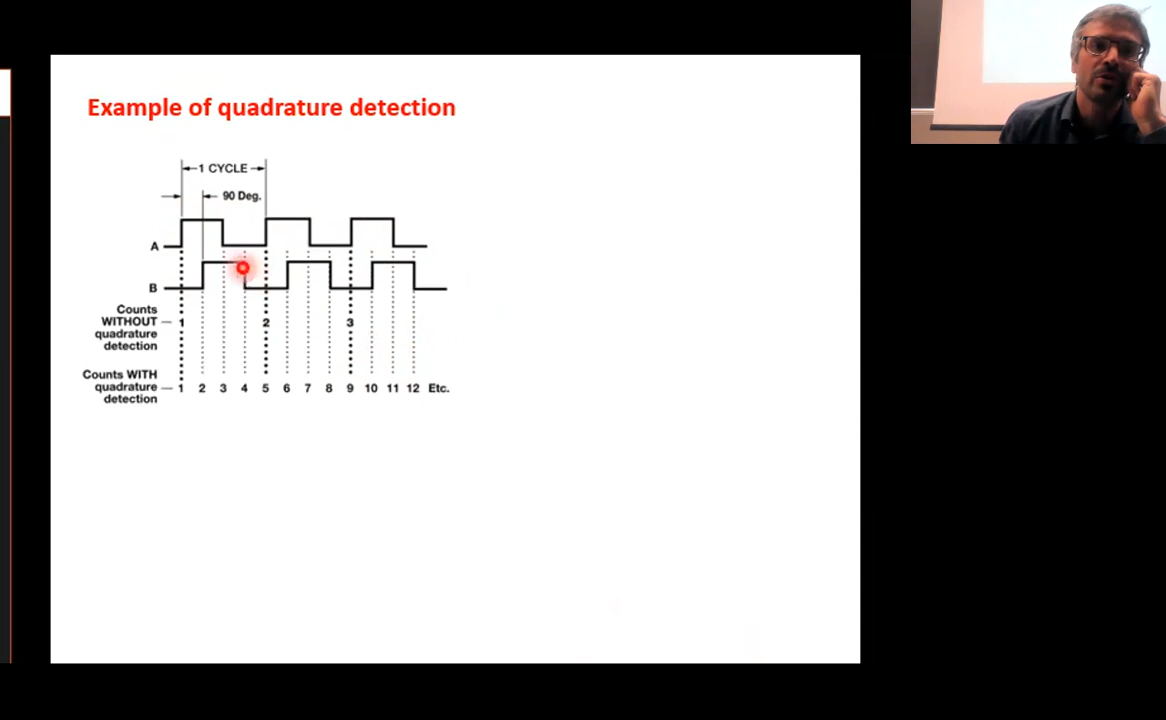 Example of quadrature detection
1 CYCLE
90 Deg.
A
B
Counts
WITHOUT
quadrature
detection
1 2 3
Counts WITH
quadrature
detection
1 2 3 4 5 6 7 8 9 10 11 12 Etc.